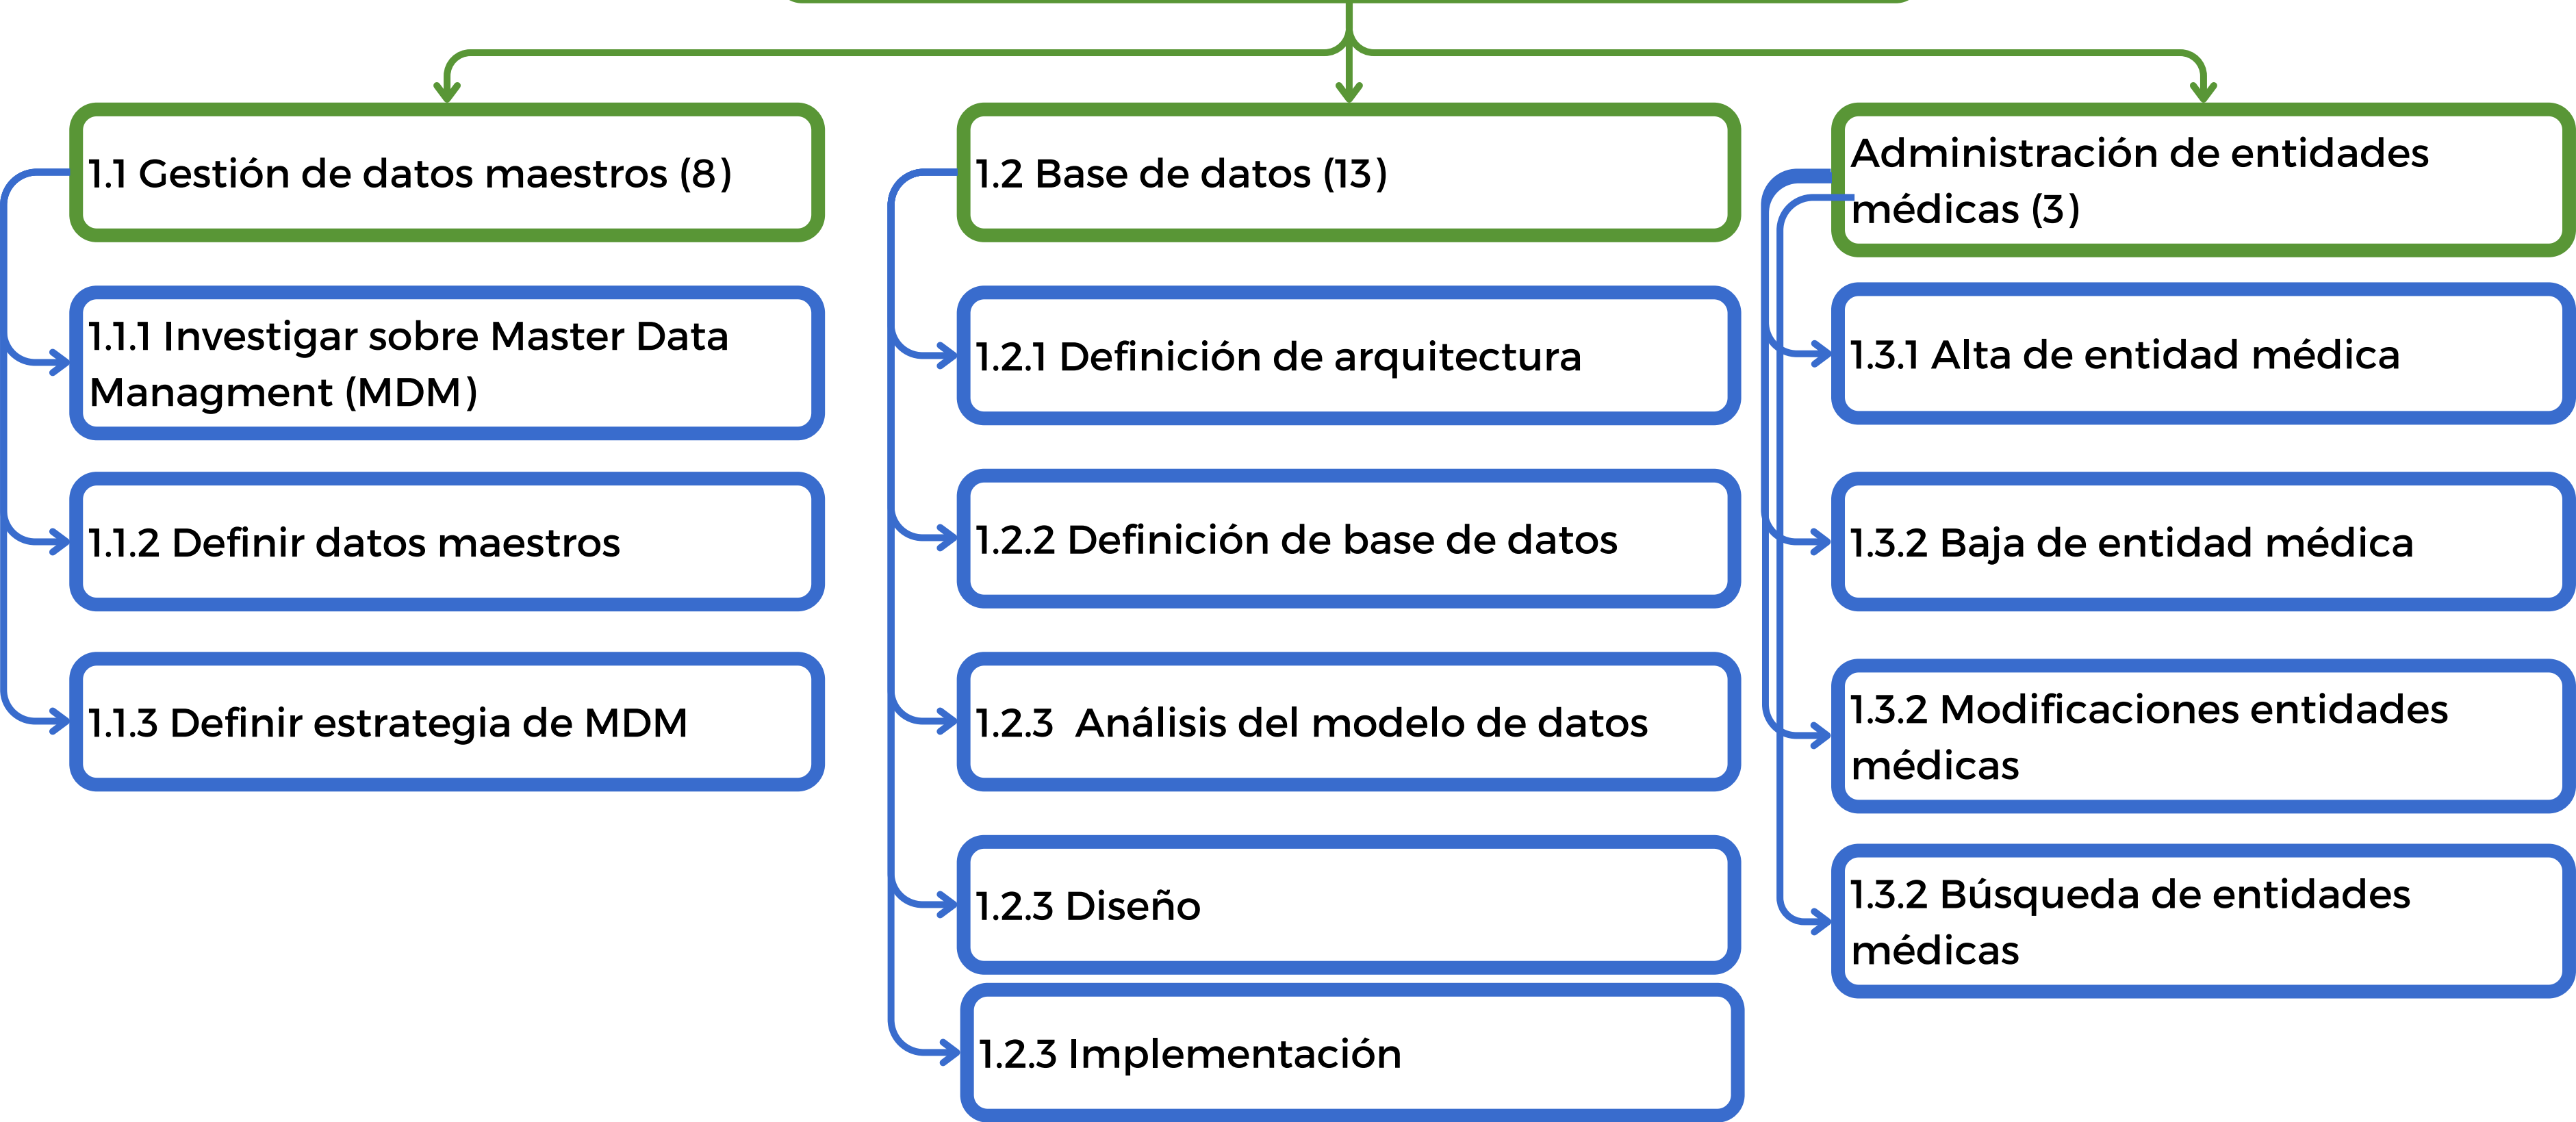 1.1 Gestión de datos maestros (8)
1.1.1 Investigar sobre Master Data
Managment (MDM)
1.1.2 Definir datos maestros
1.1.3 Definir estrategia de MDM
1.2 Base de datos (13)
1.2.1 Definición de arquitectura
1.2.2 Definición de base de datos
1.2.3 Análisis del modelo de datos
1.2.3 Diseño
1.2.3 Implementación
Administración de entidades
médicas (3)
1.3.1 Alta de entidad médica
1.3.2 Baja de entidad médica
1.3.2 Modificaciones entidades
médicas
1.3.2 Búsqueda de entidades
médicas